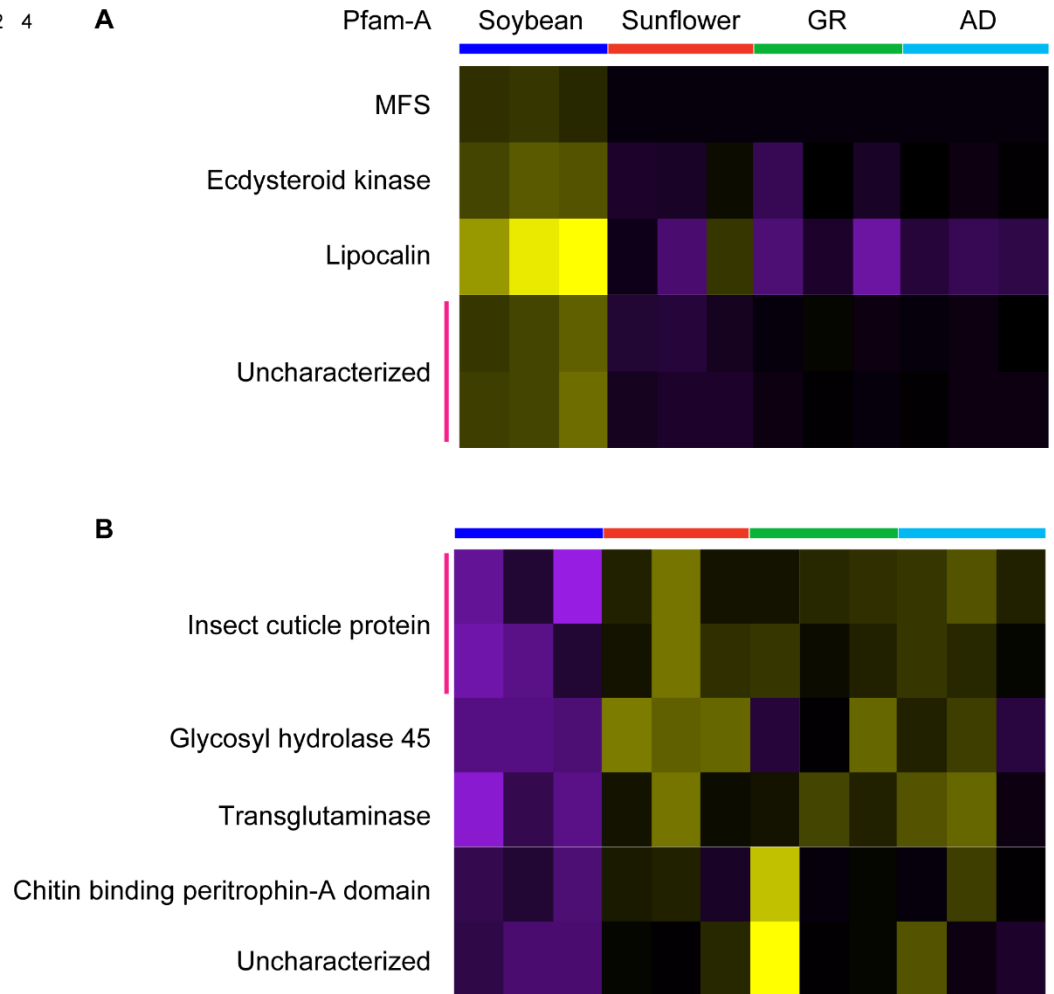 2 4
A Pfam-A Soybean Sunflower GR AD
MFS
Ecdysteroid kinase
Lipocalin
Uncharacterized
B
Insect cuticle protein
Glycosyl hydrolase 45
Transglutaminase
Chitin binding peritrophin-A domain
Uncharacterized